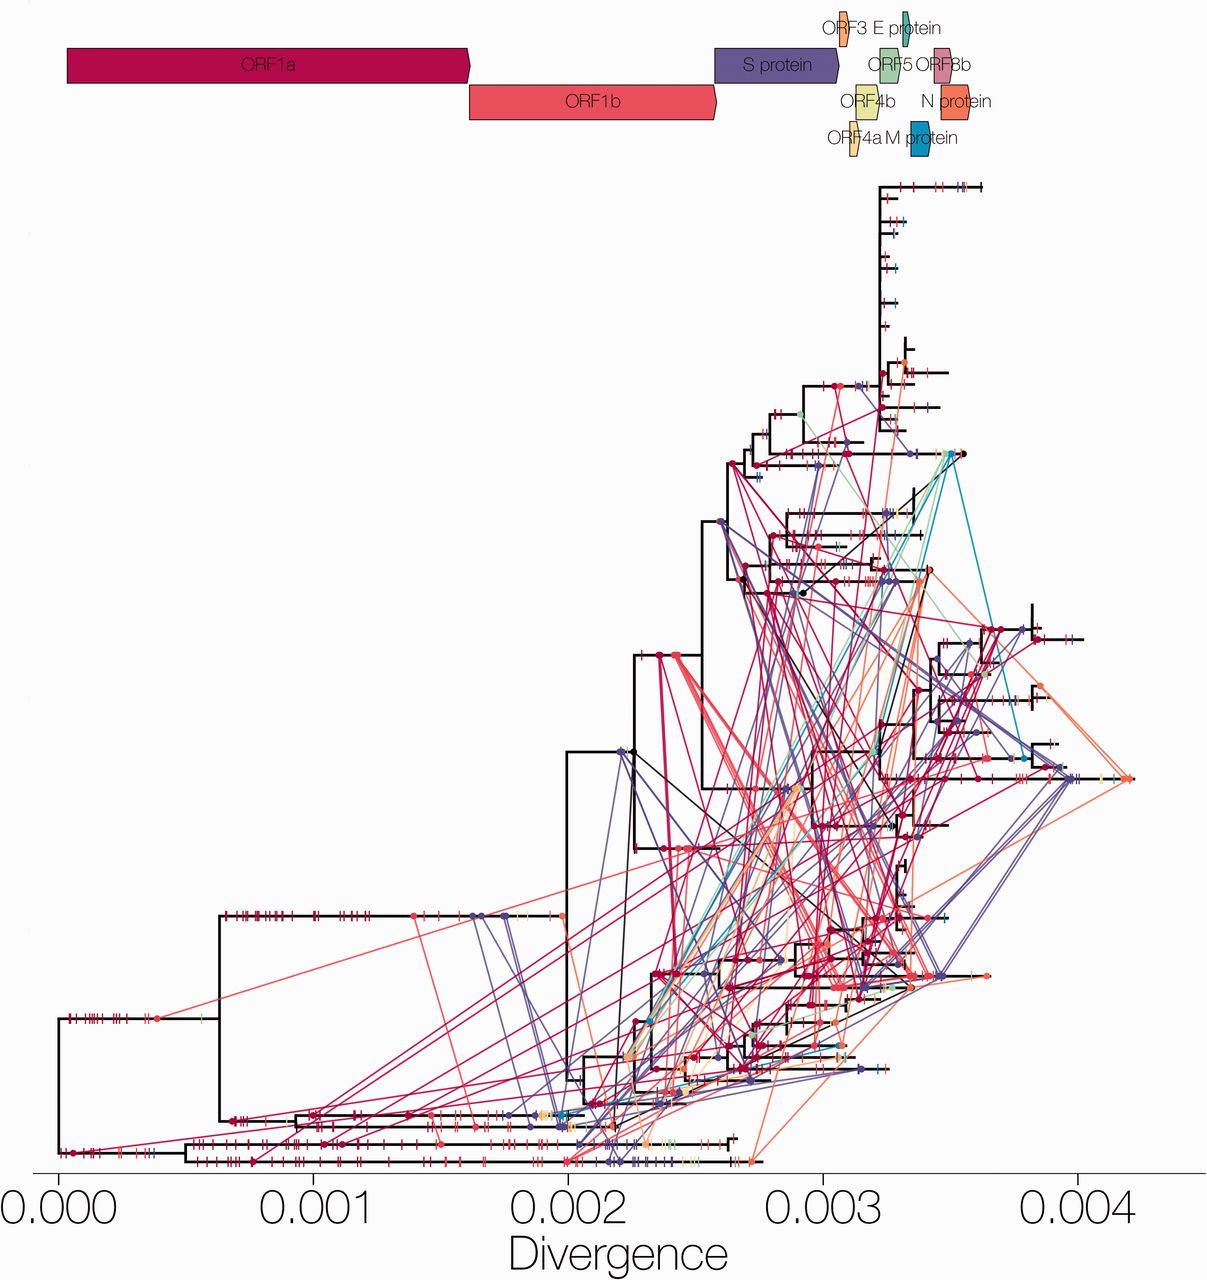 ORF3 E protein
ORF1a S protein ORF5 ORF8b
ORF1b ORF4b N protein
ORF4a M protein
0.000 0.001 0.002 0.003 0.004
Divergence